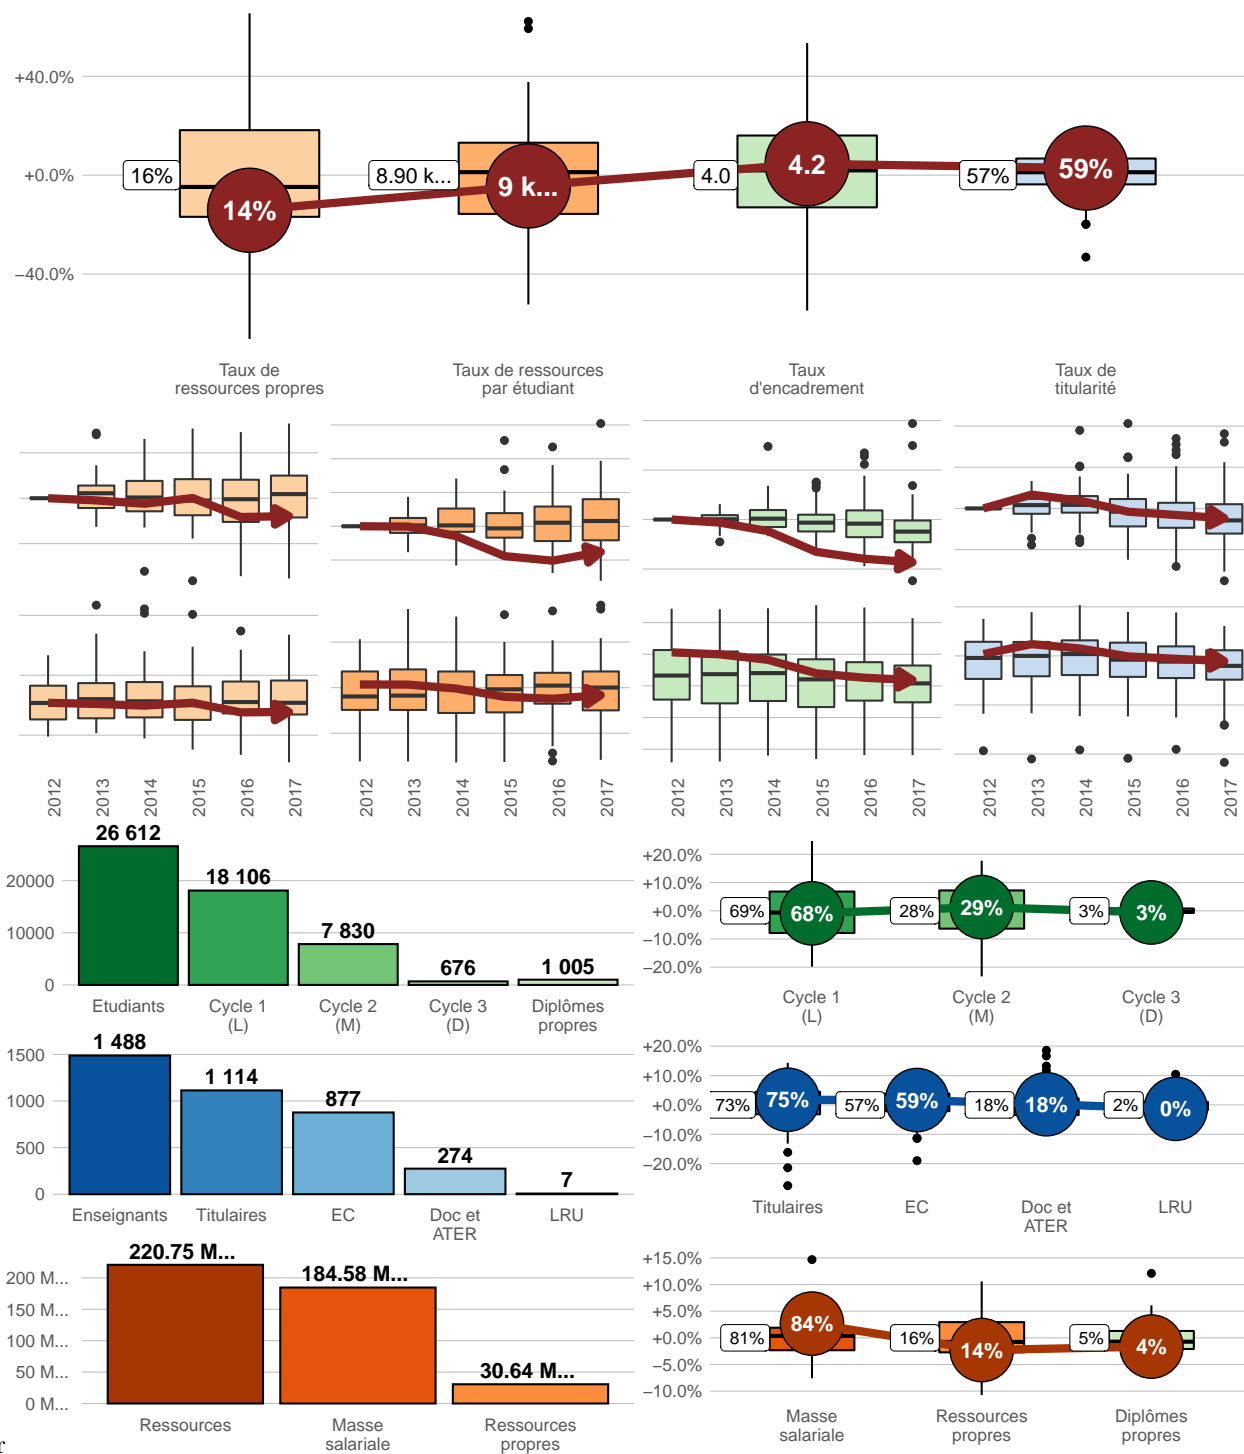 +40.0%
+0.0%
−40.0%
16%
14%
8.90 k...
9 k...
4.0
4.2
57%
59%
Taux de
ressources propres
Taux de ressources
par étudiant
Taux
d'encadrement
Taux de
titularité
2012
2013
2014
2015
2016
2017
2012
2013
2014
2015
2016
2017
2012
2013
2014
2015
2016
2017
2012
2013
2014
2015
2016
2017
26 612
18 106
7 830
676
1 005
20000
10000
0
Etudiants
Cycle 1
(L)
Cycle 2
(M)
Cycle 3
(D)
Diplômes
propres
+20.0%
+10.0%
+0.0%
−10.0%
−20.0%
69%
68%
28%
29%
3%
3%
Cycle 1
(L)
Cycle 2
(M)
Cycle 3
(D)
1 488
1 114
877
274
7
1500
1000
500
0
Enseignants
Titulaires
EC
Doc et
ATER
LRU
+20.0%
+10.0%
+0.0%
−10.0%
−20.0%
73%
75%
57%
59%
18%
18%
2%
0%
Titulaires
EC
Doc et
ATER
LRU
220.75 M...
184.58 M...
30.64 M...
200 M...
150 M...
100 M...
50 M...
0 M...
Ressources
Masse
salariale
Ressources
propres
+15.0%
+10.0%
+5.0%
+0.0%
−5.0%
−10.0%
81%
84%
16%
14%
5%
4%
Masse
salariale
Ressources
propres
Diplômes
propres
r